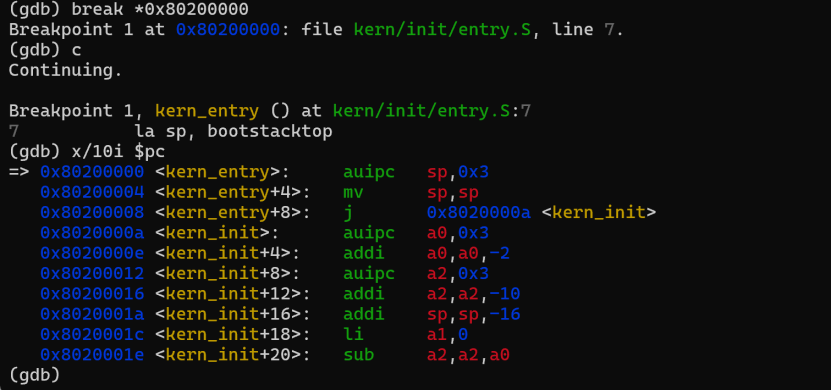 (gdb) break *0x80200000
Breakpoint 1 at 0x80200000: file kern/init/entry.S, line 7.
(gdb) c
Continuing.

Breakpoint 1, kern_entry () at kern/init/entry.S:7
7           la sp, bootstacktop
(gdb) x/10i $pc
=> 0x80200000 <kern_entry>:     auipc   sp,0x3
   0x80200004 <kern_entry+4>:   mv      sp,sp
   0x80200008 <kern_entry+8>:   j       0x8020000a <kern_init>
   0x8020000a <kern_init>:      auipc   a0,0x3
   0x8020000e <kern_init+4>:    addi    a0,a0,-2
   0x80200012 <kern_init+8>:    auipc   a2,0x3
   0x80200016 <kern_init+12>:   addi    a2,a2,-10
   0x8020001a <kern_init+16>:   addi    sp,sp,-16
   0x8020001c <kern_init+18>:   li      a1,0
   0x8020001e <kern_init+20>:   sub     a2,a2,a0
(gdb)